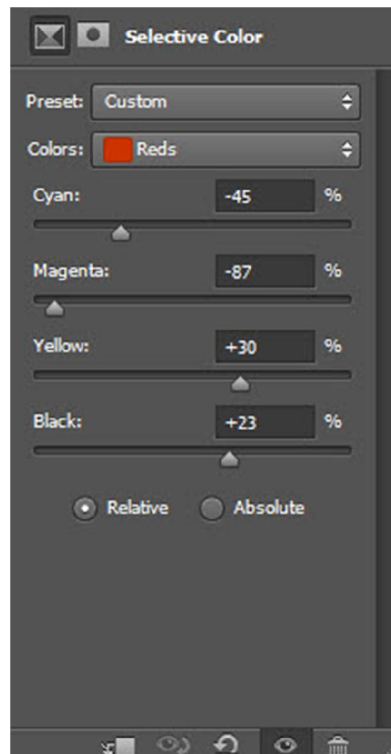 Selective Color
Preset: Custom
Colors: Reds
Cyan: -45 %
Magenta: -87 %
Yellow: +30 %
Black: +23 %
Relative Absolute